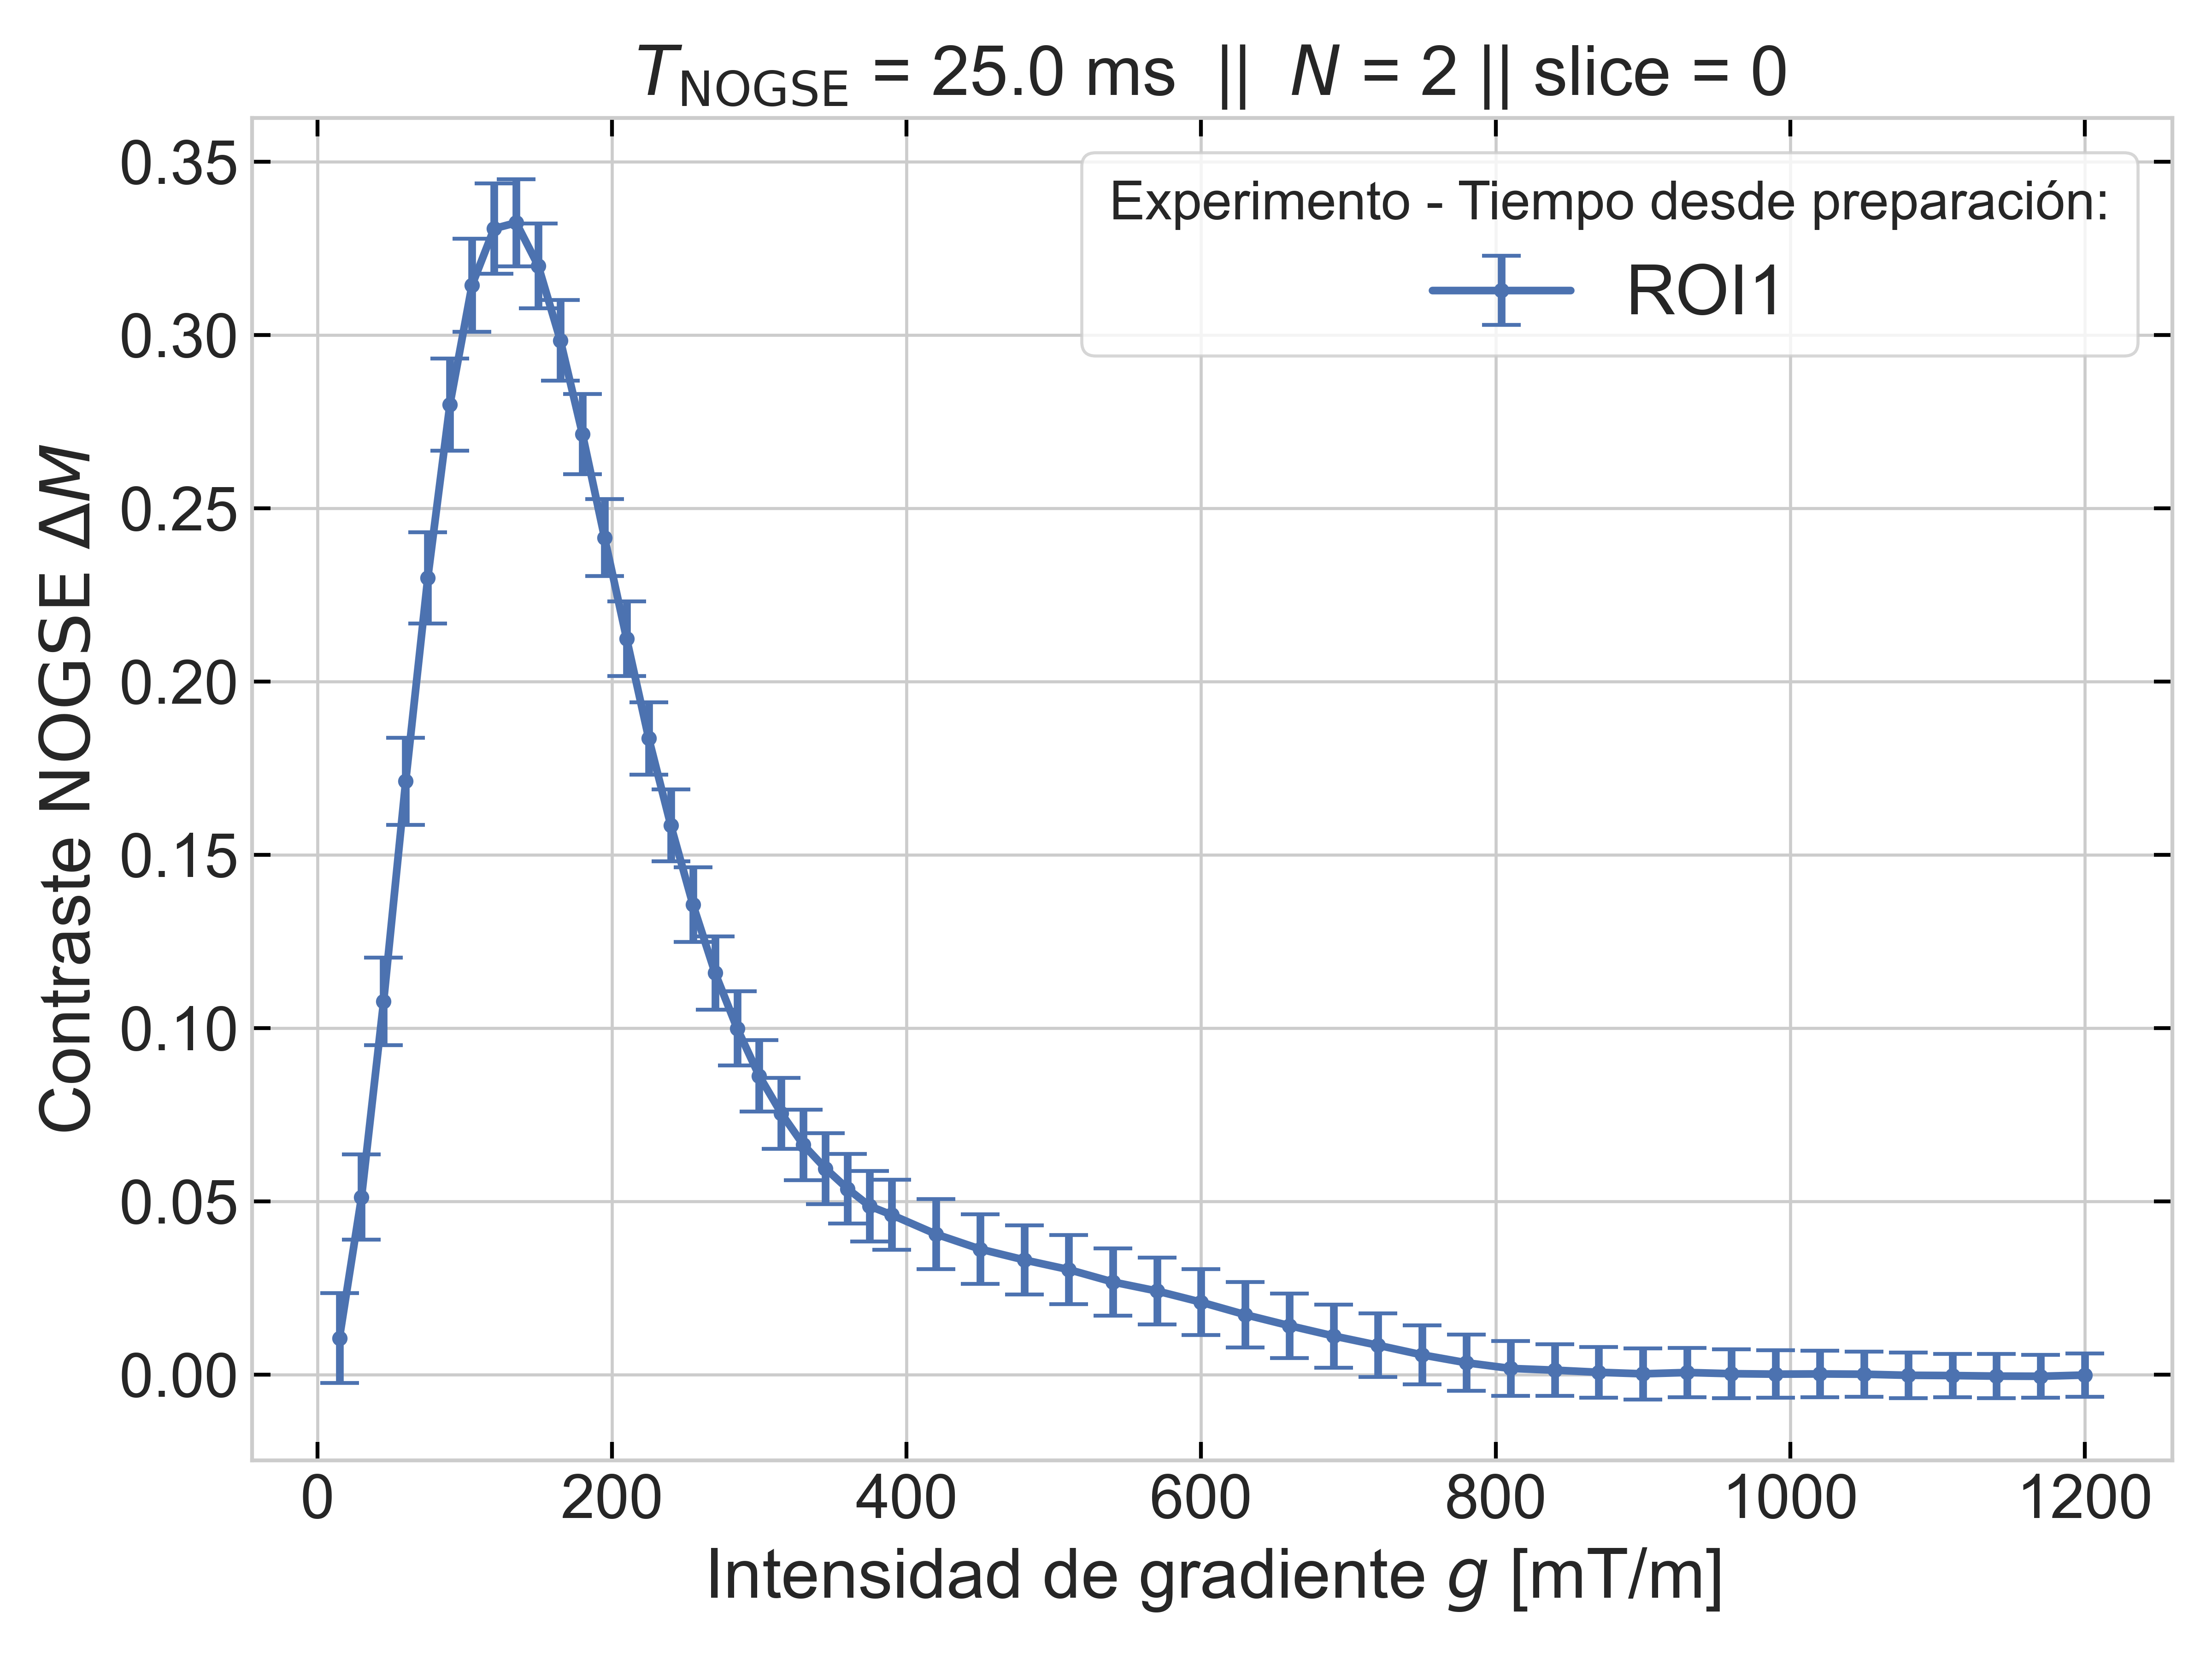 T_NOGSE = 25.0 ms || N = 2 || slice = 0
Experimento - Tiempo desde preparación:
ROI1
Contraste NOGSE ΔM
0.35
0.30
0.25
0.20
0.15
0.10
0.05
0.00
0 200 400 600 800 1000 1200
Intensidad de gradiente g [mT/m]